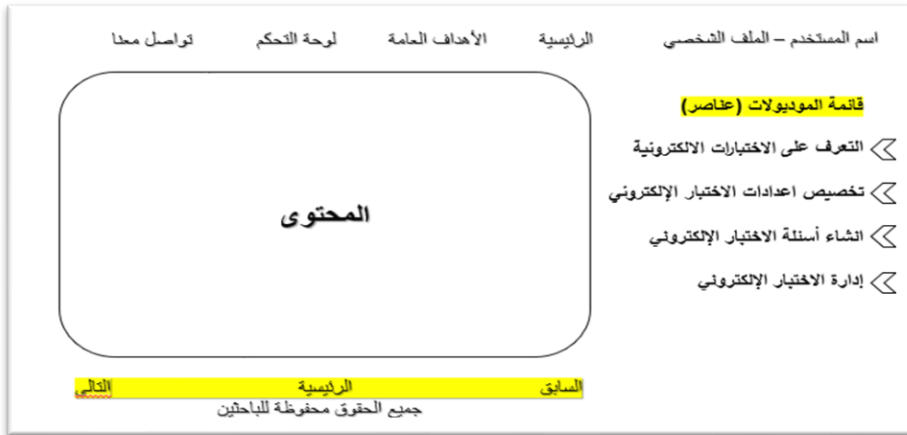 اسم المستخدم – الملف الشخصي الرئيسية الأهداف العامة لوحة التحكم تواصل معنا
قائمة الموديولات (عناصر)
التعرف على الاختبارات الالكترونية
تخصيص اعدادات الاختبار الإلكتروني
انشاء أسئلة الاختبار الإلكتروني
إدارة الاختبار الإلكتروني
المحتوى
السابق الرئيسية التالي
جميع الحقوق محفوظة للباحثين